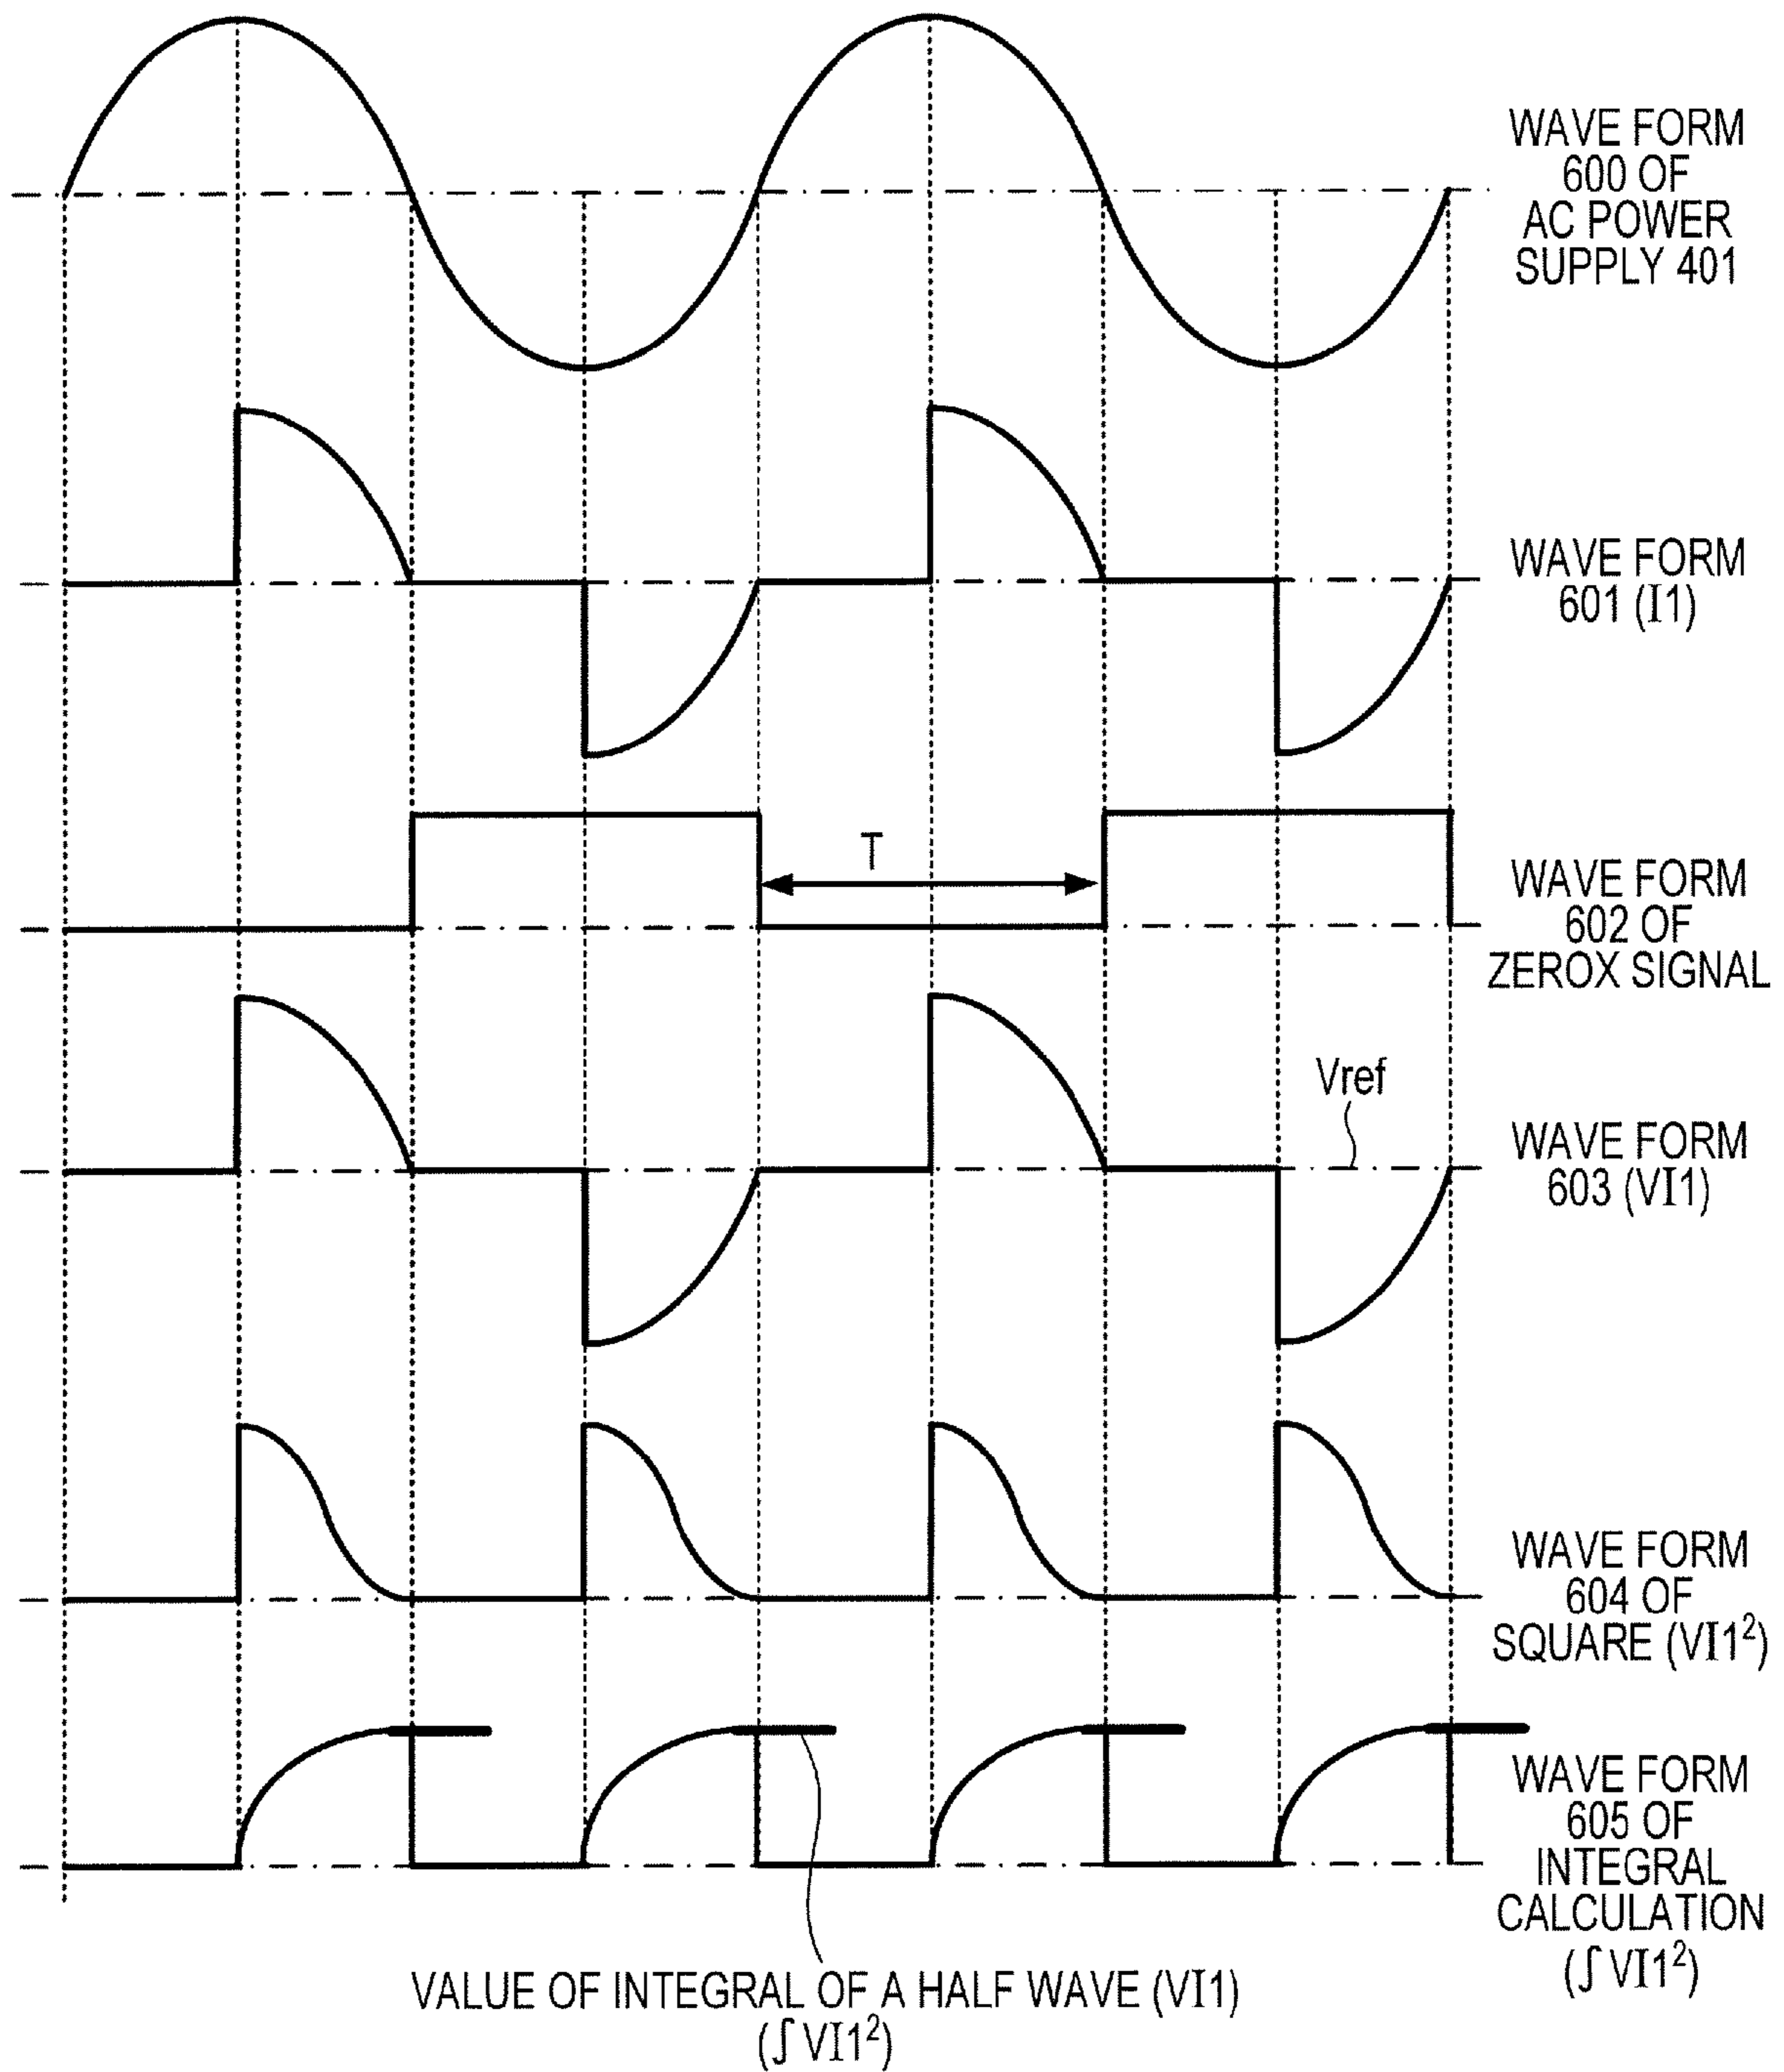 WAVE FORM
600 OF
AC POWER
SUPPLY 401
WAVE FORM
601 (I1)
T
WAVE FORM
602 OF
ZEROX SIGNAL
Vref
WAVE FORM
603 (VI1)
WAVE FORM
604 OF
SQUARE (VI1²)
WAVE FORM
605 OF
INTEGRAL
CALCULATION
(∫VI1²)
VALUE OF INTEGRAL OF A HALF WAVE (VI1)
(∫VI1²)